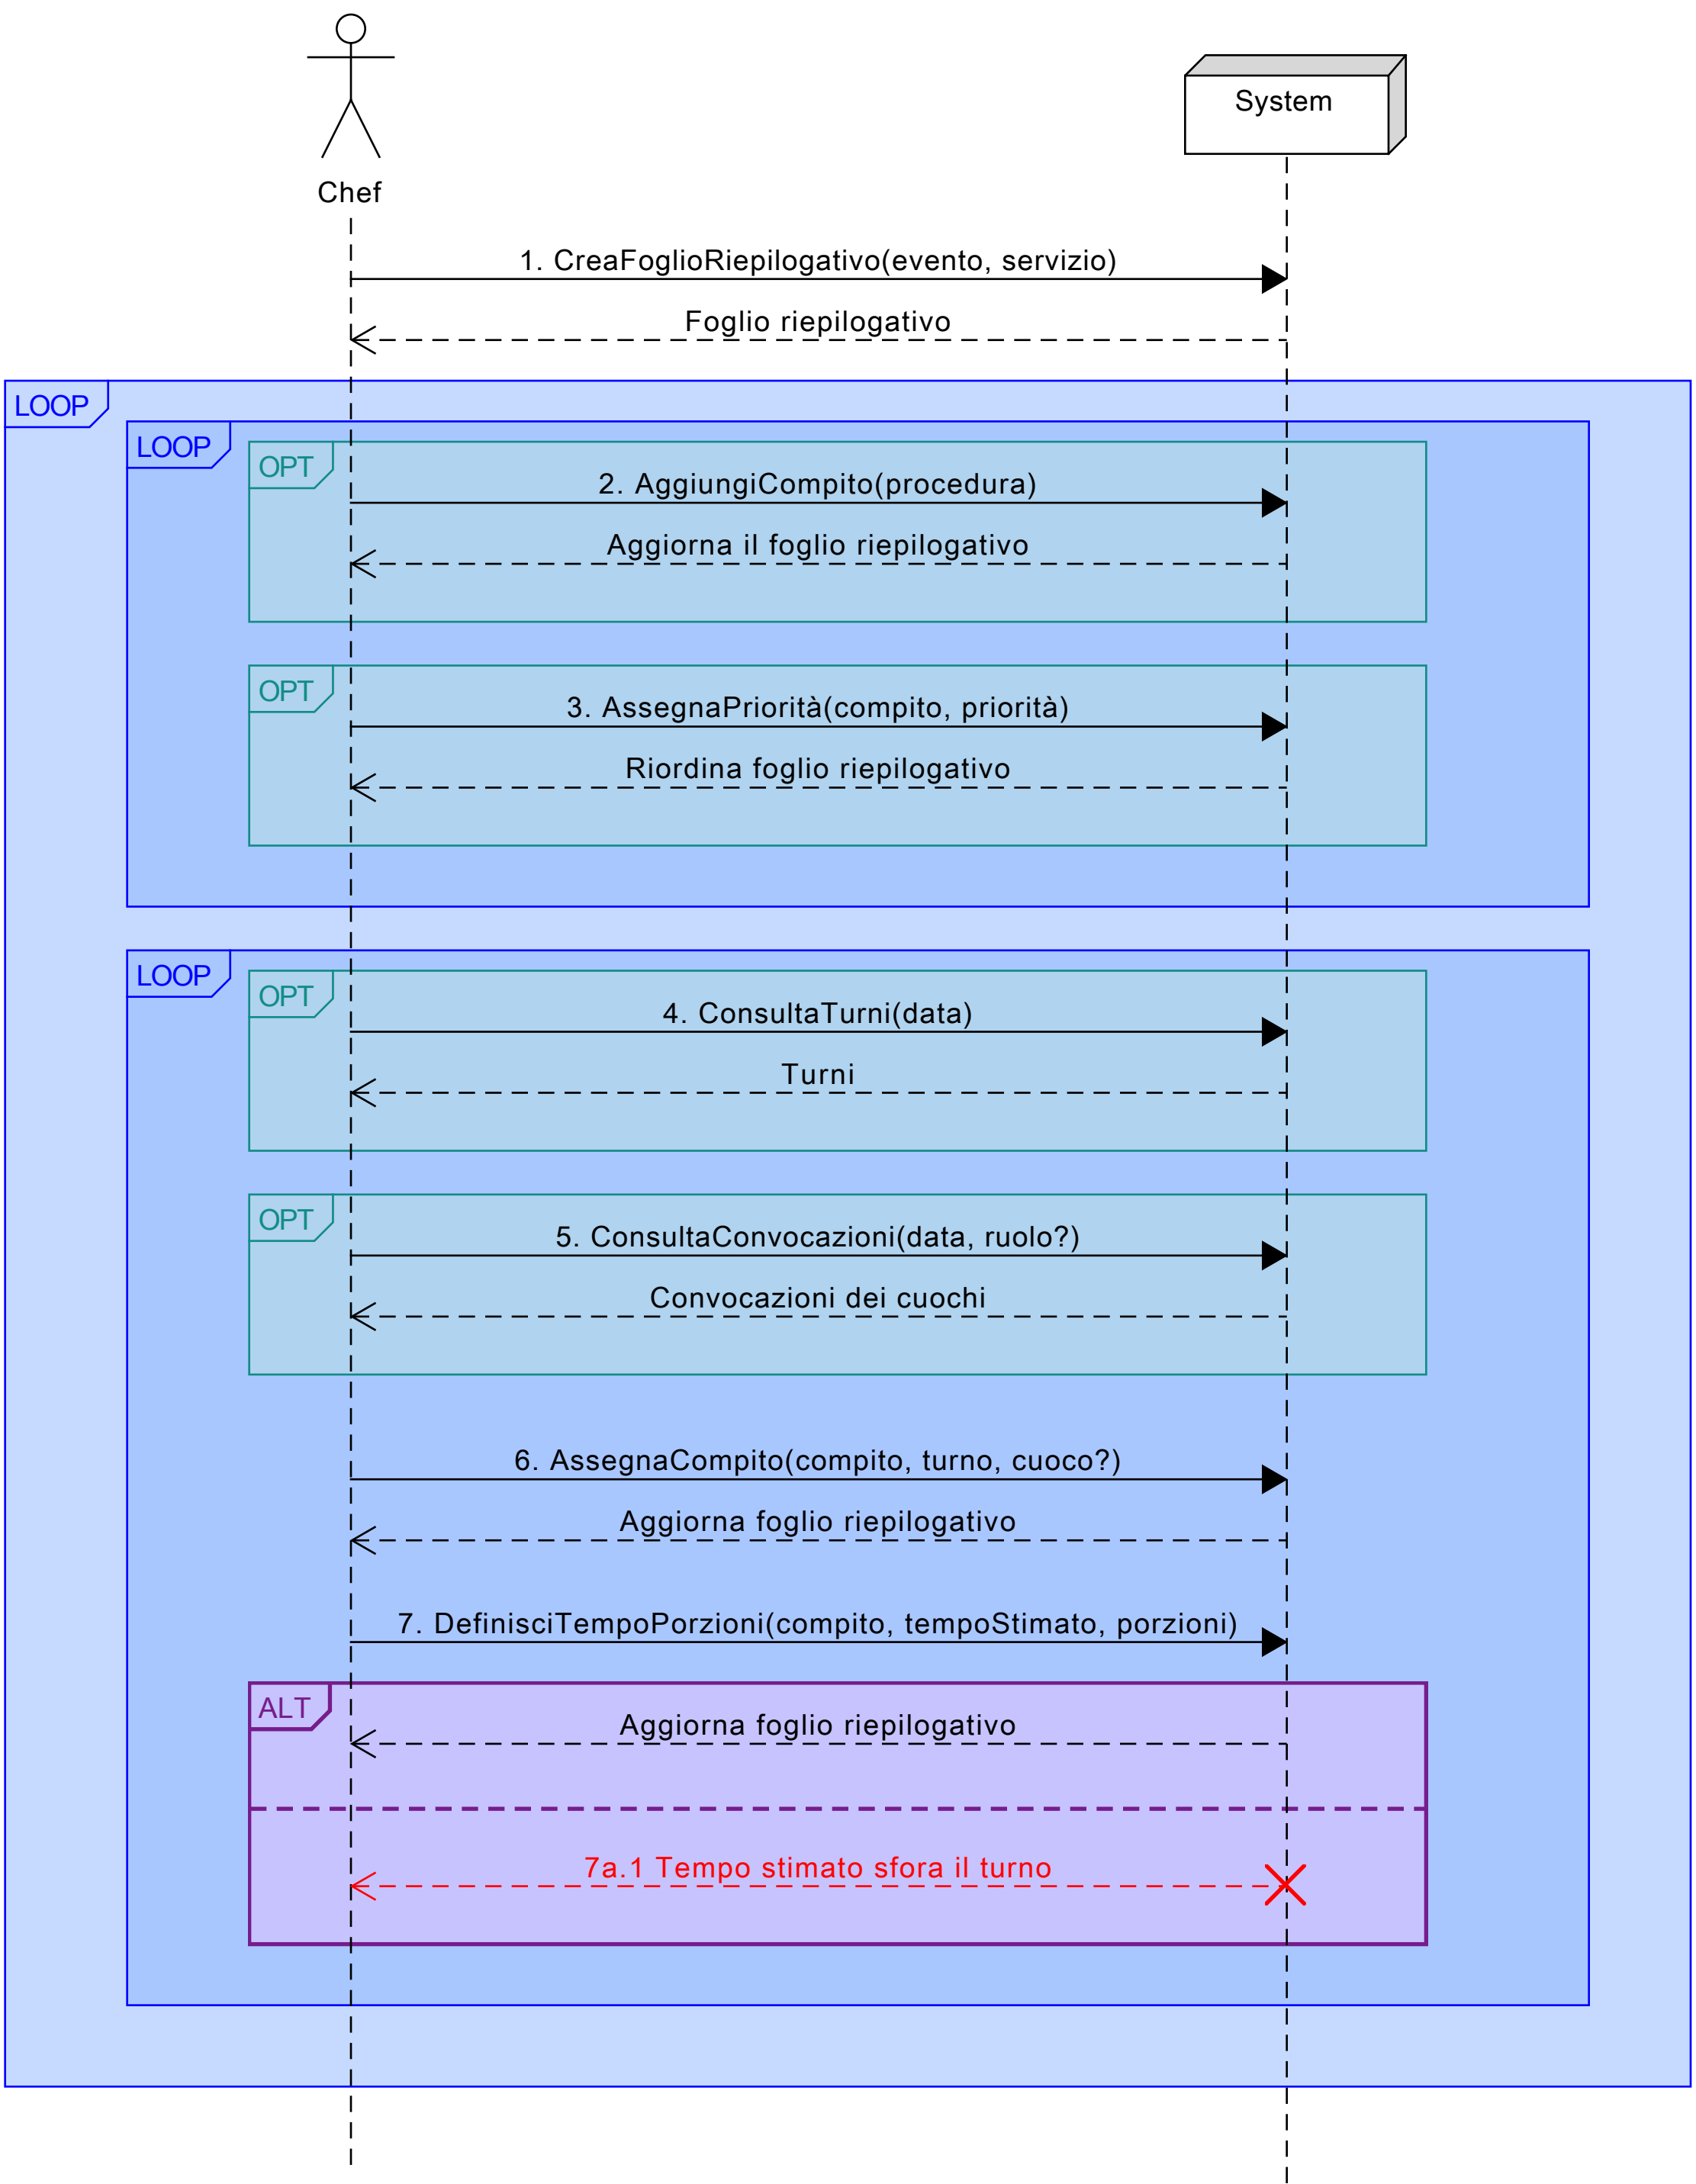 System
Chef
1. CreaFoglioRiepilogativo(evento, servizio)
Foglio riepilogativo
LOOP
LOOP
OPT
2. AggiungiCompito(procedura)
Aggiorna il foglio riepilogativo
OPT
3. AssegnaPriorità(compito, priorità)
Riordina foglio riepilogativo
LOOP
OPT
4. ConsultaTurni(data)
Turni
OPT
5. ConsultaConvocazioni(data, ruolo?)
Convocazioni dei cuochi
6. AssegnaCompito(compito, turno, cuoco?)
Aggiorna foglio riepilogativo
7. DefinisciTempoPorzioni(compito, tempoStimato, porzioni)
ALT
Aggiorna foglio riepilogativo
7a.1 Tempo stimato sfora il turno